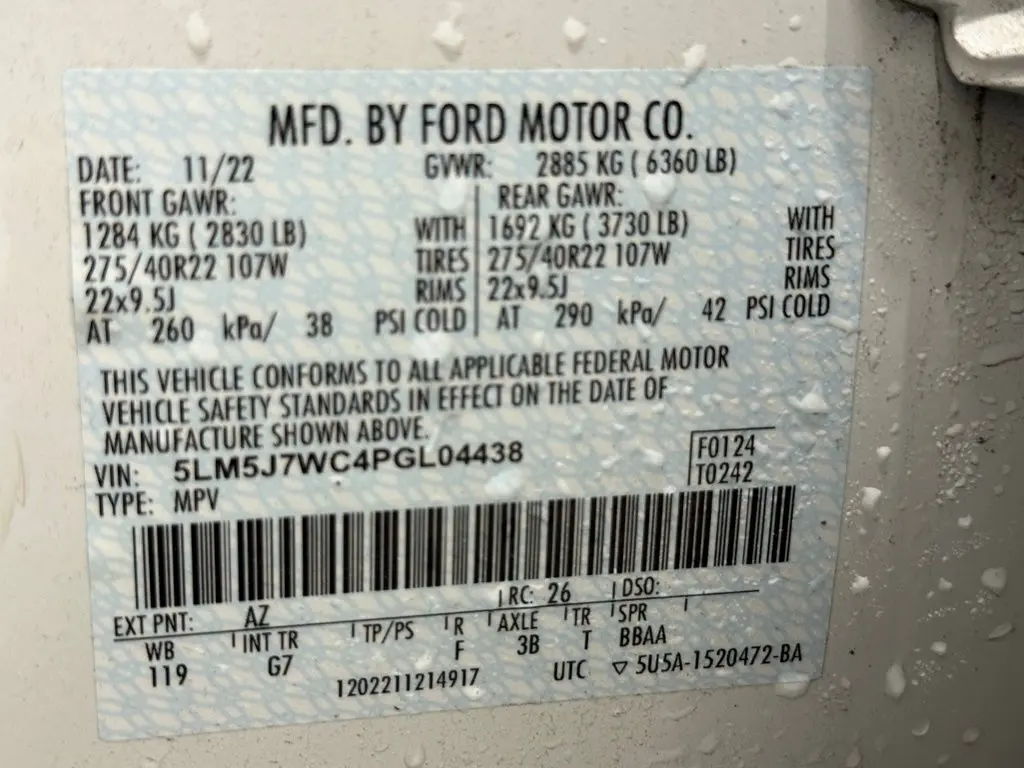 MFD. BY FORD MOTOR CO.
DATE: 11/22 GVWR: 2885 KG ( 6360 LB)
FRONT GAWR: REAR GAWR:
1284 KG ( 2830 LB) WITH 1692 KG ( 3730 LB) WITH
275/40R22 107W TIRES 275/40R22 107W TIRES
22x9.5J RIMS 22x9.5J RIMS
AT 260 kPa/ 38 PSI COLD AT 290 kPa/ 42 PSI COLD
THIS VEHICLE CONFORMS TO ALL APPLICABLE FEDERAL MOTOR
VEHICLE SAFETY STANDARDS IN EFFECT ON THE DATE OF
MANUFACTURE SHOWN ABOVE.
VIN: 5LM5J7WC4PGL04438 F0124
TYPE: MPV T0242
EXT PNT: AZ RC: 26 DSO:
WB INT TR TP/PS R AXLE TR SPR
119 G7 F 3B T BBAA
1202211214917 UTC ▽ 5U5A-1520472-BA